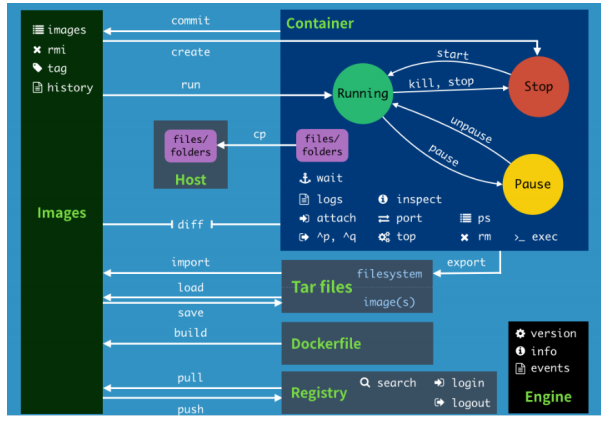 images
rmi
tag
history
Images
commit
create
run
Container
start
Running
kill, stop
Stop
unpause
pause
Pause
files/
folders
Host
cp
files/
folders
wait
logs
inspect
attach
port
ps
^p, ^q
top
rm
>_ exec
diff
import
load
save
export
filesystem
Tar files
image(s)
build
Dockerfile
pull
push
Registry
search
login
logout
version
info
events
Engine